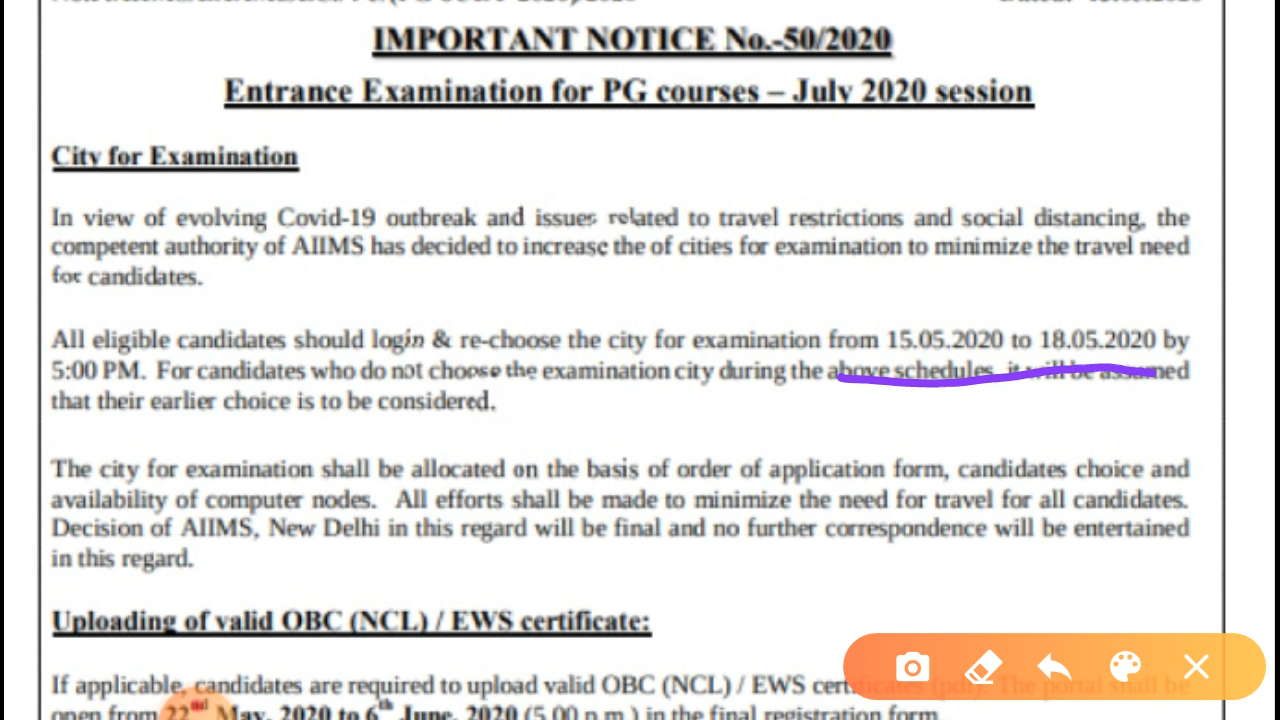 IMPORTANT NOTICE No.-50/2020
Entrance Examination for PG courses – July 2020 session
City for Examination
In view of evolving Covid-19 outbreak and issues related to travel restrictions and social distancing, the
competent authority of AIIMS has decided to increase the of cities for examination to minimize the travel need
for candidates.
All eligible candidates should login & re-choose the city for examination from 15.05.2020 to 18.05.2020 by
5:00 PM. For candidates who do not choose the examination city during the above schedules, it will be assumed
that their earlier choice is to be considered.
The city for examination shall be allocated on the basis of order of application form, candidates choice and
availability of computer nodes. All efforts shall be made to minimize the need for travel for all candidates.
Decision of AIIMS, New Delhi in this regard will be final and no further correspondence will be entertained
in this regard.
Uploading of valid OBC (NCL) / EWS certificate:
If applicable, candidates are required to upload valid OBC (NCL) / EWS certificates (pdf). The portal shall be
open from 22nd May, 2020 to 6th June, 2020 (5.00 p.m.) in the final registration form